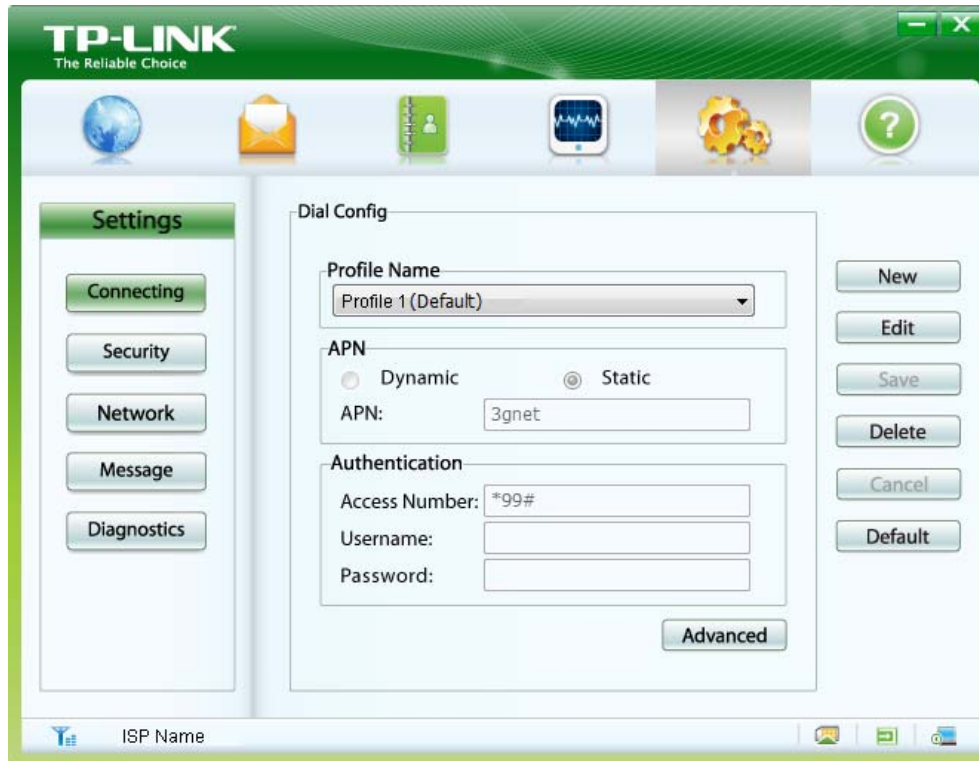 TP-LINK
The Reliable Choice
?
Settings
Connecting
Security
Network
Message
Diagnostics
Dial Config
Profile Name
Profile 1 (Default)
APN
Dynamic
Static
APN:
3gnet
Authentication
Access Number:
*99#
Username:
Password:
Advanced
New
Edit
Save
Delete
Cancel
Default
ISP Name